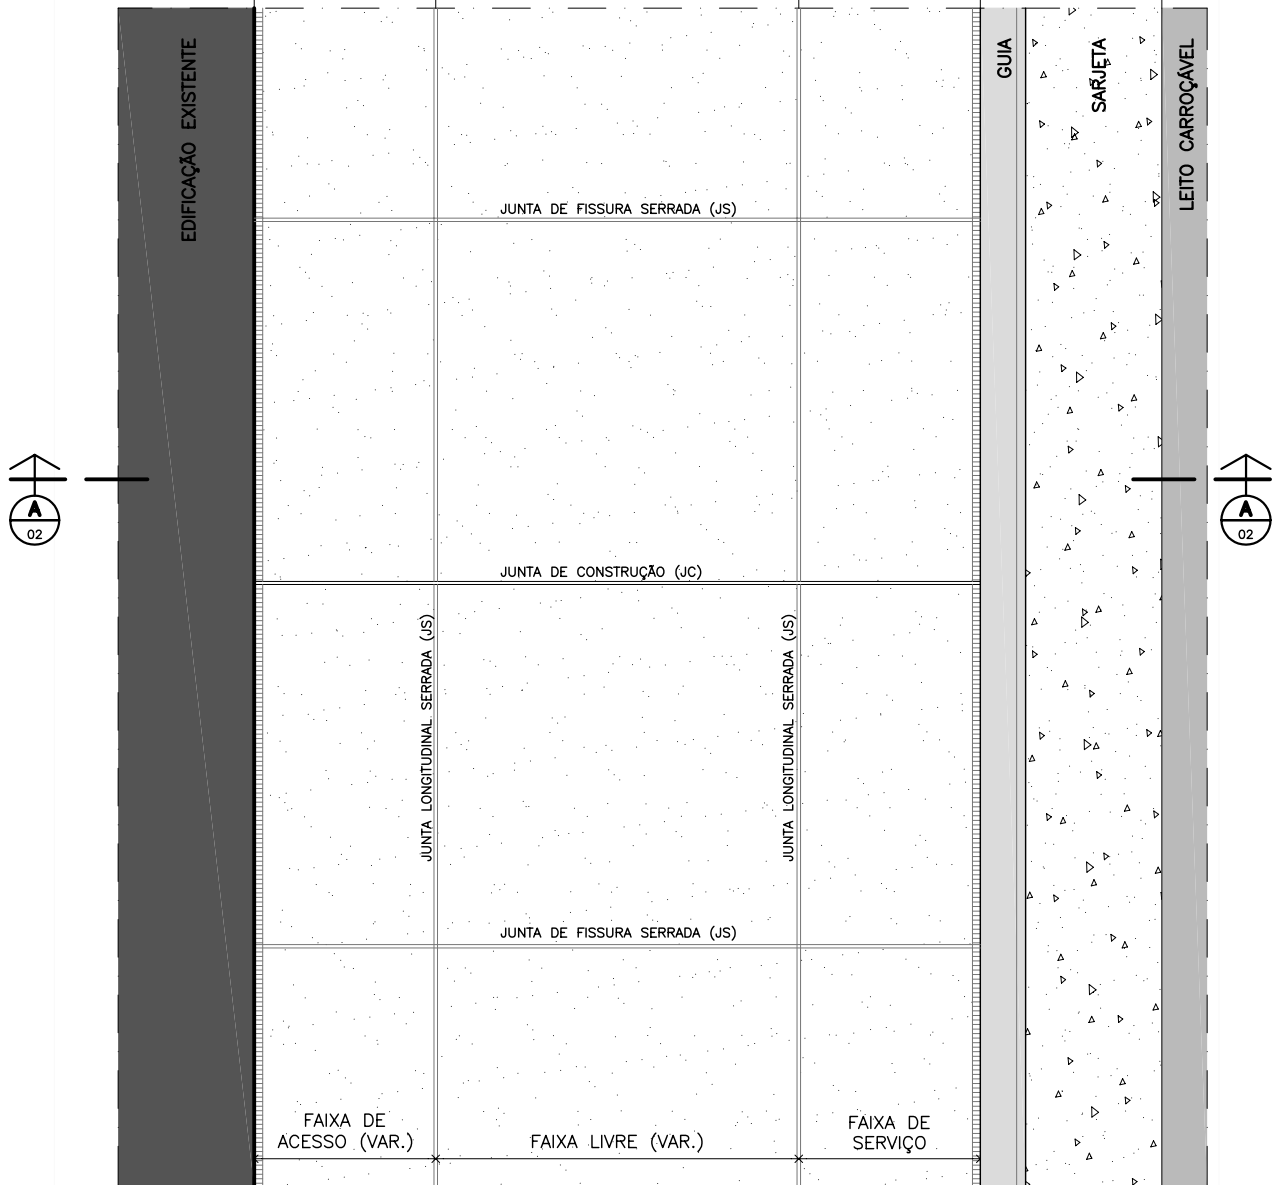 EDIFICAÇÃO EXISTENTE
GUIA
SARJETA
LEITO CARROÇÁVEL
JUNTA DE FISSURA SERRADA (JS)
A
02
A
02
JUNTA DE CONSTRUÇÃO (JC)
JUNTA LONGITUDINAL SERRADA (JS)
JUNTA LONGITUDINAL SERRADA (JS)
JUNTA DE FISSURA SERRADA (JS)
FAIXA DE
ACESSO (VAR.)
FAIXA LIVRE (VAR.)
FAIXA DE
SERVIÇO